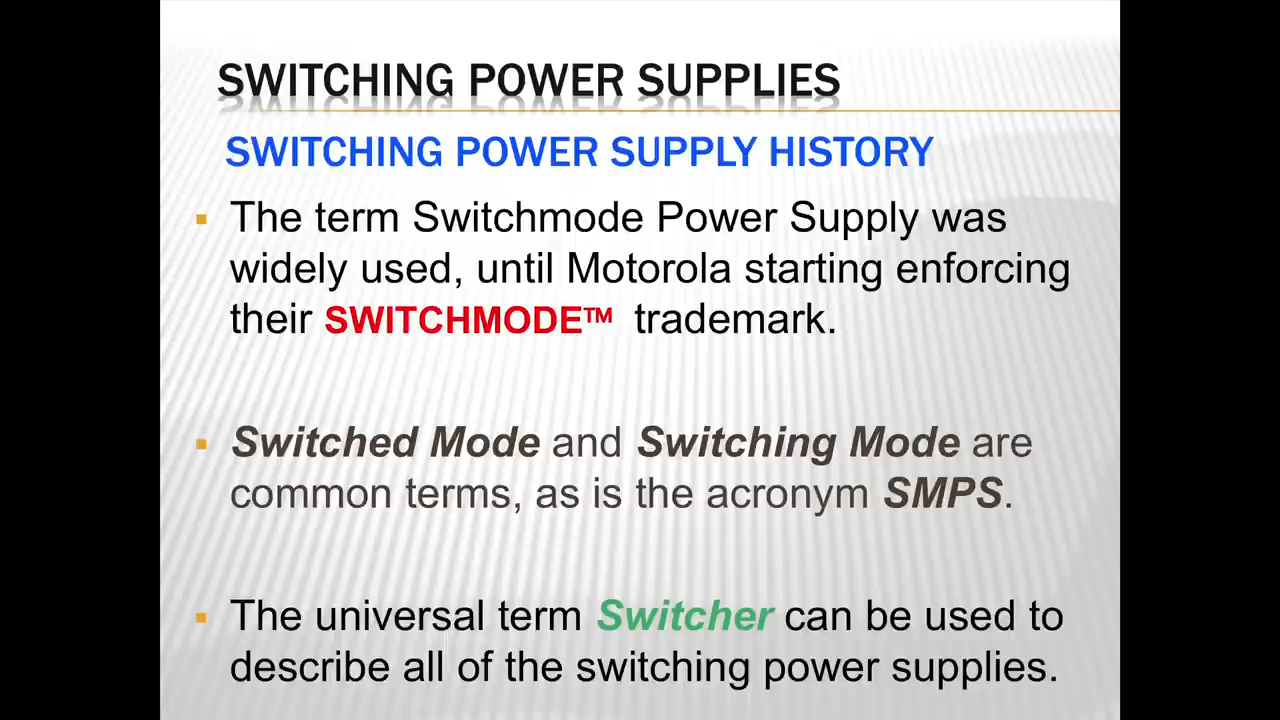 SWITCHING POWER SUPPLIES
SWITCHING POWER SUPPLY HISTORY
▪ The term Switchmode Power Supply was
widely used, until Motorola starting enforcing
their SWITCHMODE™ trademark.
▪ Switched Mode and Switching Mode are
common terms, as is the acronym SMPS.
▪ The universal term Switcher can be used to
describe all of the switching power supplies.